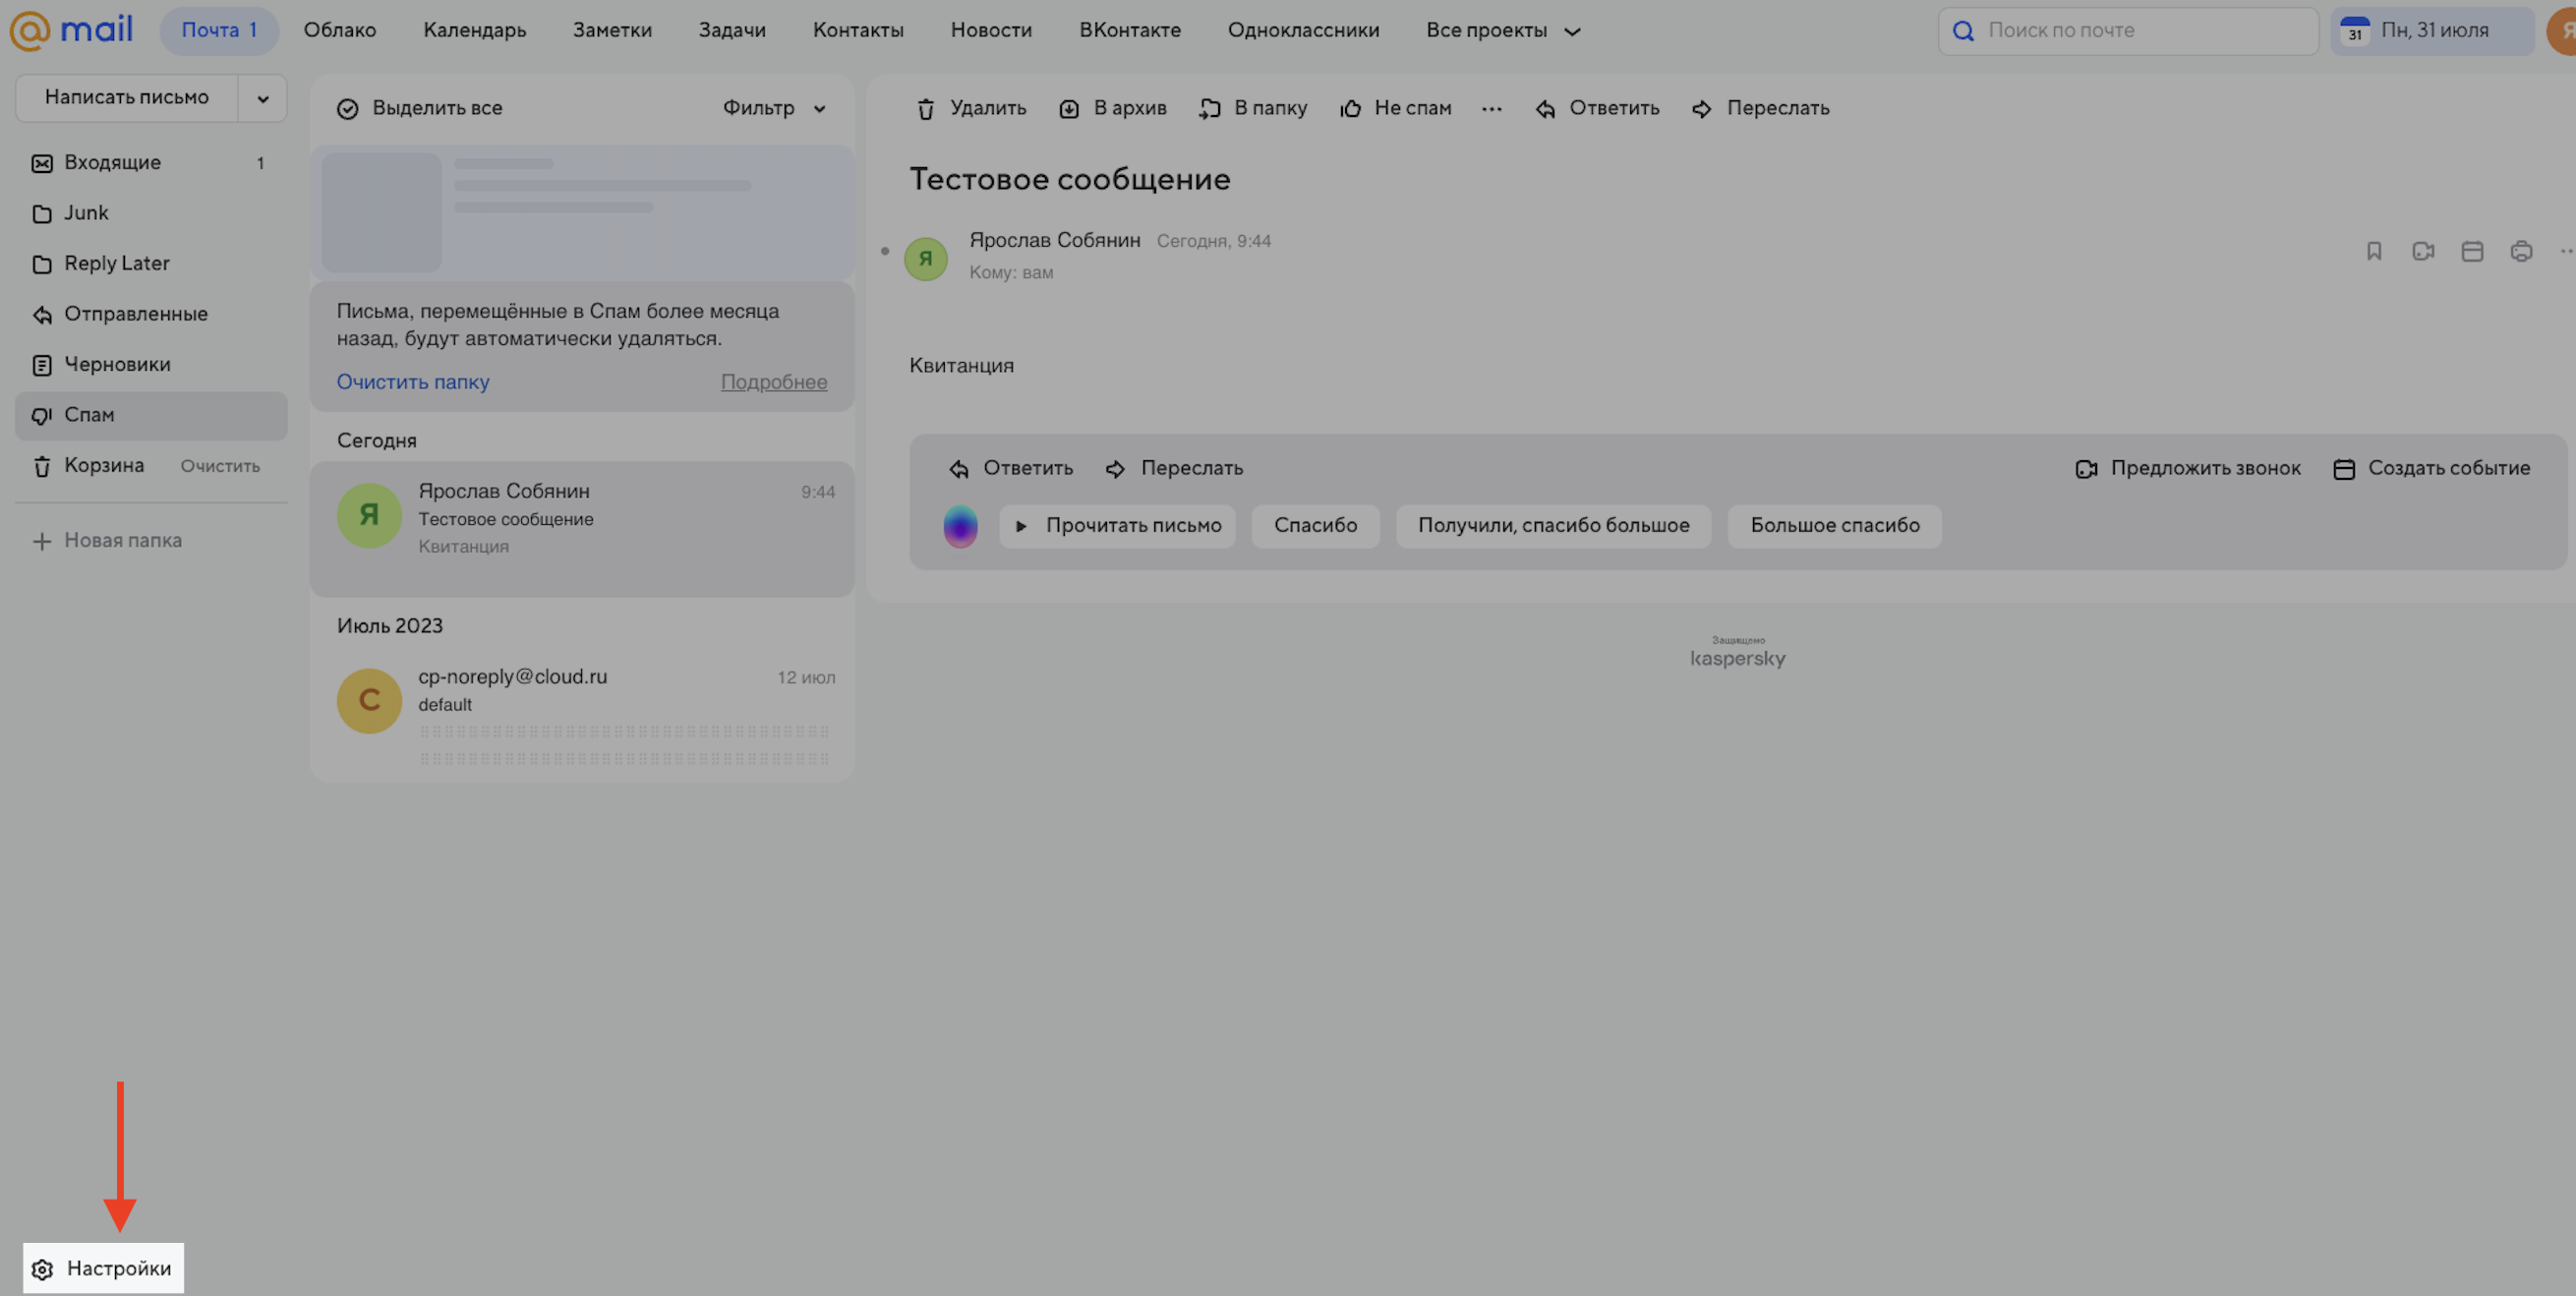 mail
Почта 1
Облако
Календарь
Заметки
Задачи
Контакты
Новости
ВКонтакте
Одноклассники
Все проекты
Поиск по почте
31
Пн, 31 июля
Я
Написать письмо
Входящие 1
Junk
Reply Later
Отправленные
Черновики
Спам
Корзина Очистить
Новая папка
Настройки
Выделить все
Фильтр
Письма, перемещённые в Спам более месяца
назад, будут автоматически удаляться.
Очистить папку Подробнее
Сегодня
Я
Ярослав Собянин 9:44
Тестовое сообщение
Квитанция
Июль 2023
C
cp-noreply@cloud.ru 12 июл
default
Удалить
В архив
В папку
Не спам
Ответить
Переслать
Тестовое сообщение
Я
Ярослав Собянин Сегодня, 9:44
Кому: вам
Квитанция
Ответить
Переслать
Предложить звонок
Создать событие
Прочитать письмо
Спасибо
Получили, спасибо большое
Большое спасибо
Защищено
kaspersky